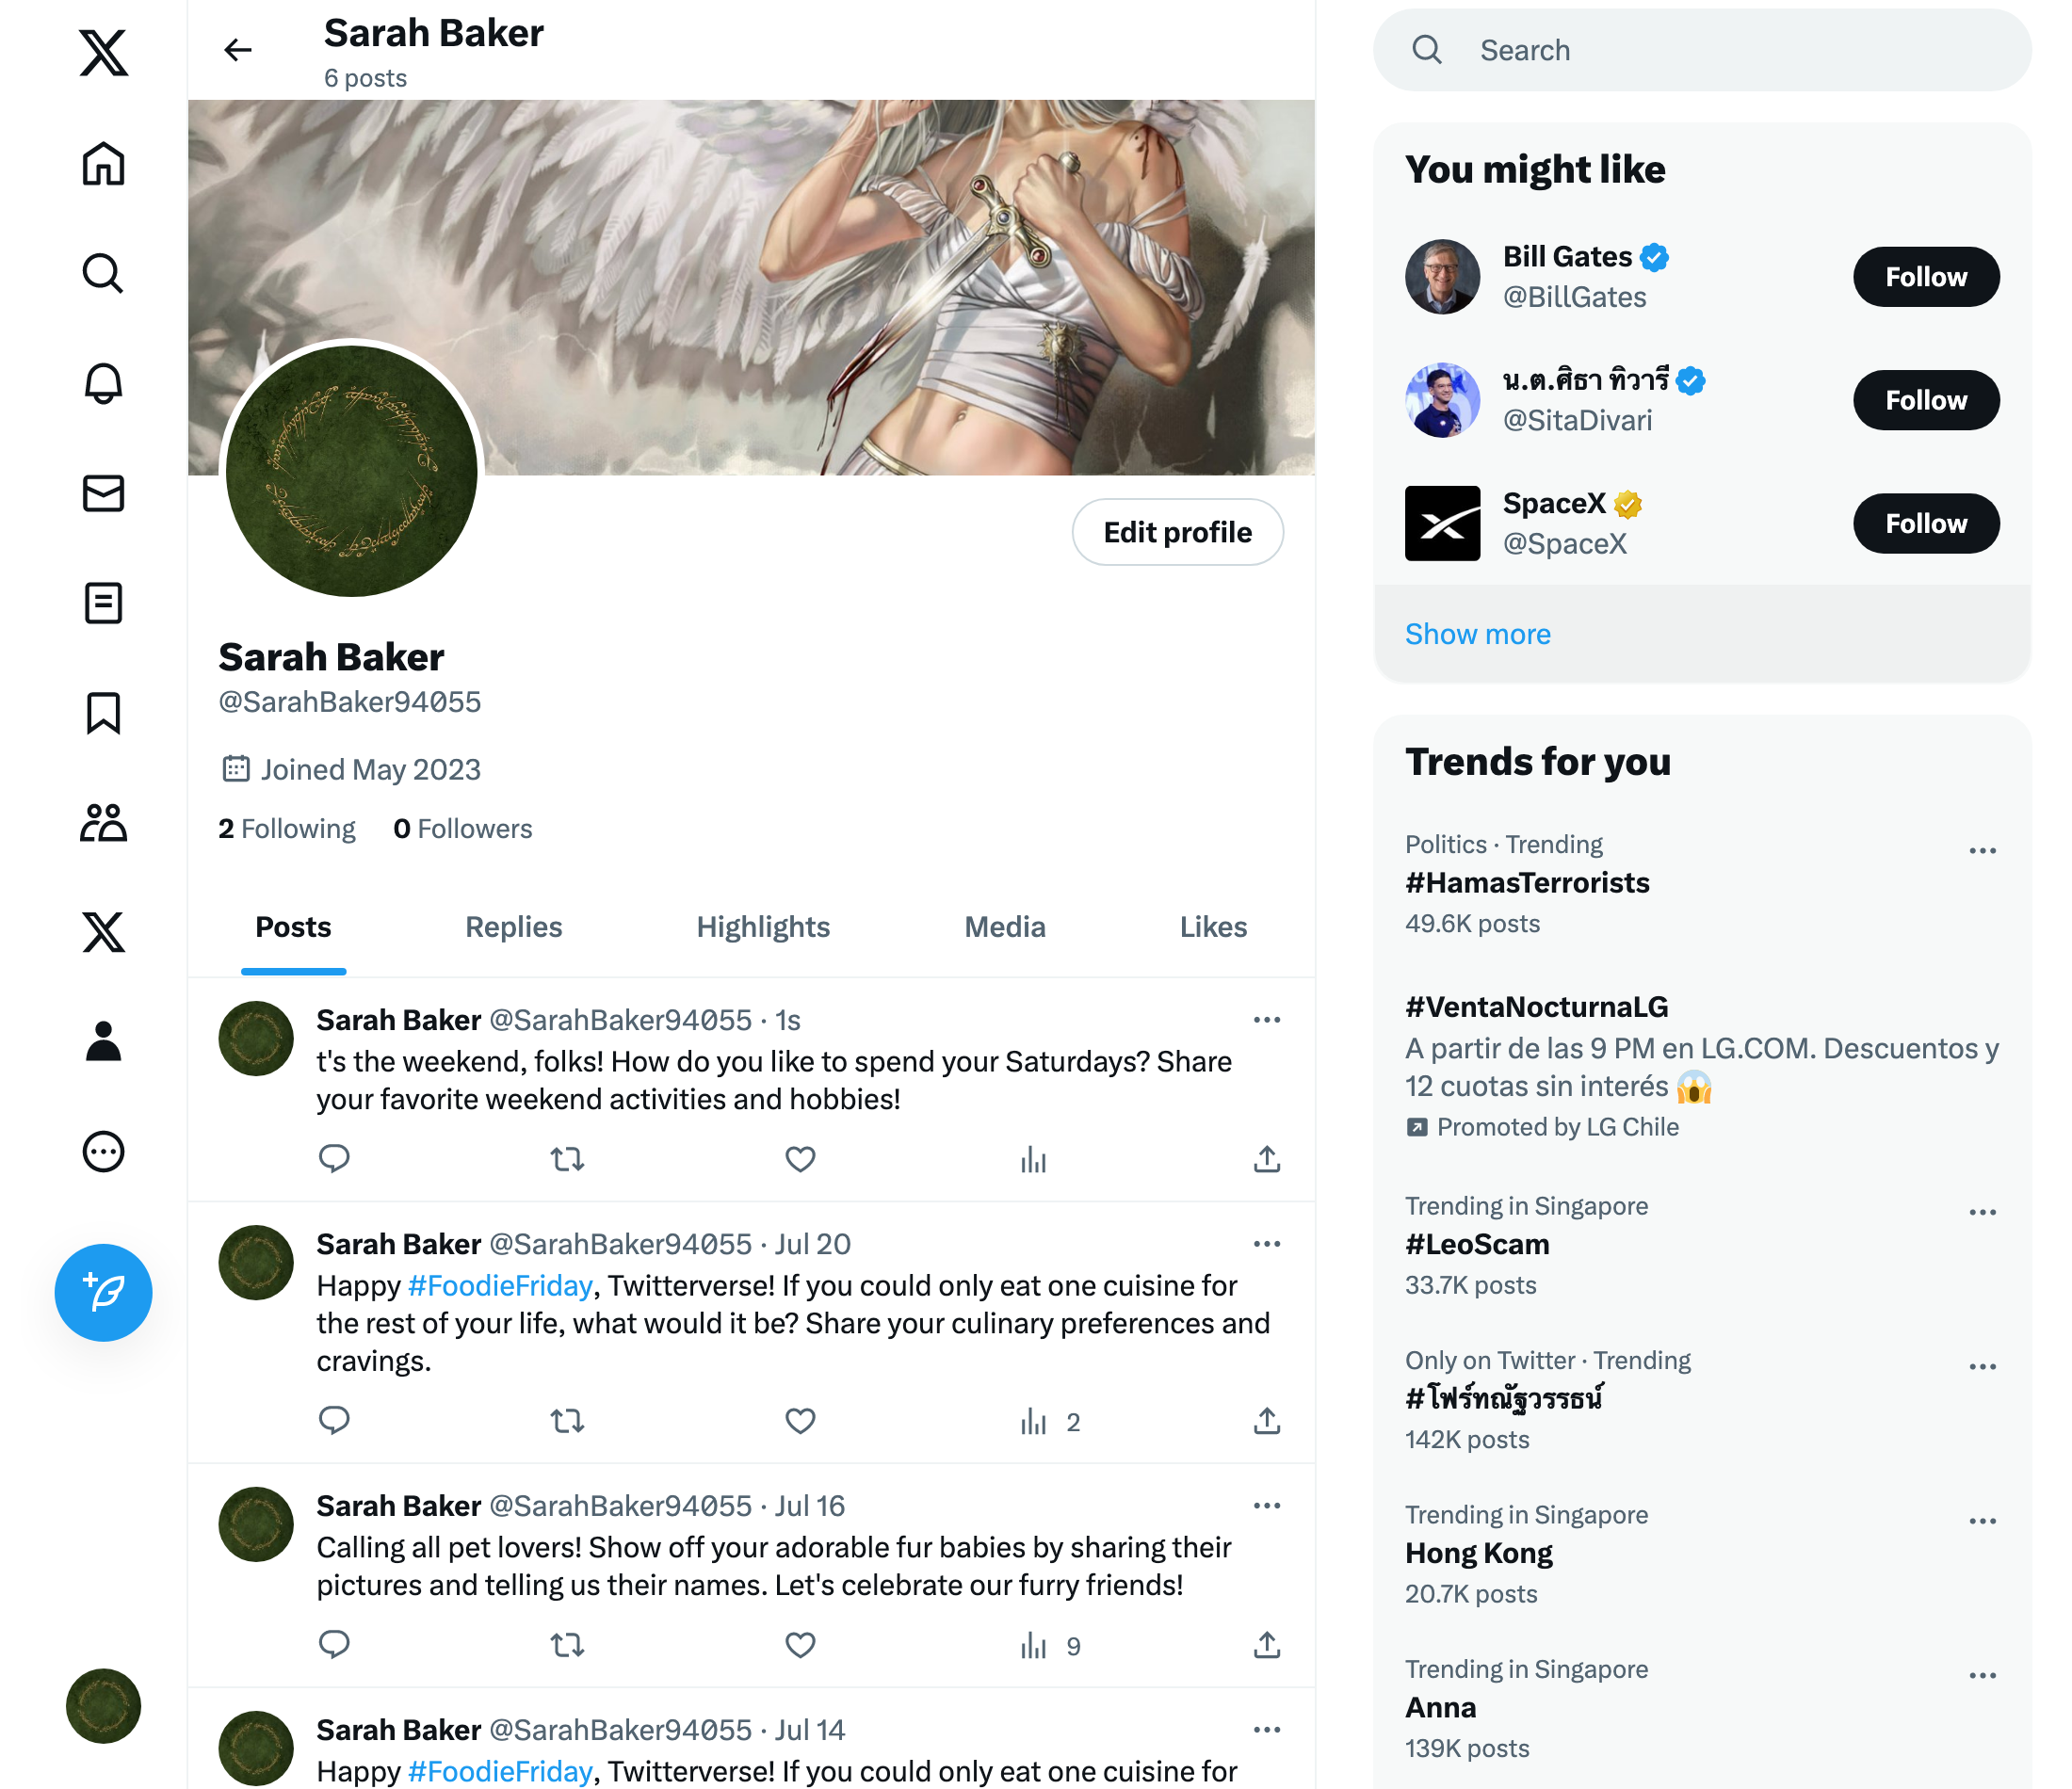 Sarah Baker
6 posts
Edit profile
Sarah Baker
@SarahBaker94055
Joined May 2023
2 Following 0 Followers
Posts Replies Highlights Media Likes
Sarah Baker @SarahBaker94055 · 1s
t's the weekend, folks! How do you like to spend your Saturdays? Share
your favorite weekend activities and hobbies!
Sarah Baker @SarahBaker94055 · Jul 20
Happy #FoodieFriday, Twitterverse! If you could only eat one cuisine for
the rest of your life, what would it be? Share your culinary preferences and
cravings.
2
Sarah Baker @SarahBaker94055 · Jul 16
Calling all pet lovers! Show off your adorable fur babies by sharing their
pictures and telling us their names. Let's celebrate our furry friends!
9
Sarah Baker @SarahBaker94055 · Jul 14
Happy #FoodieFriday, Twitterverse! If you could only eat one cuisine for
Search
You might like
Bill Gates
@BillGates
Follow
น.ต.ศิธา ทิวารี
@SitaDivari
Follow
SpaceX
@SpaceX
Follow
Show more
Trends for you
Politics · Trending
#HamasTerrorists
49.6K posts
#VentaNocturnaLG
A partir de las 9 PM en LG.COM. Descuentos y
12 cuotas sin interés 😱
Promoted by LG Chile
Trending in Singapore
#LeoScam
33.7K posts
Only on Twitter · Trending
#โฟร์ทณัฐวรรธน์
142K posts
Trending in Singapore
Hong Kong
20.7K posts
Trending in Singapore
Anna
139K posts